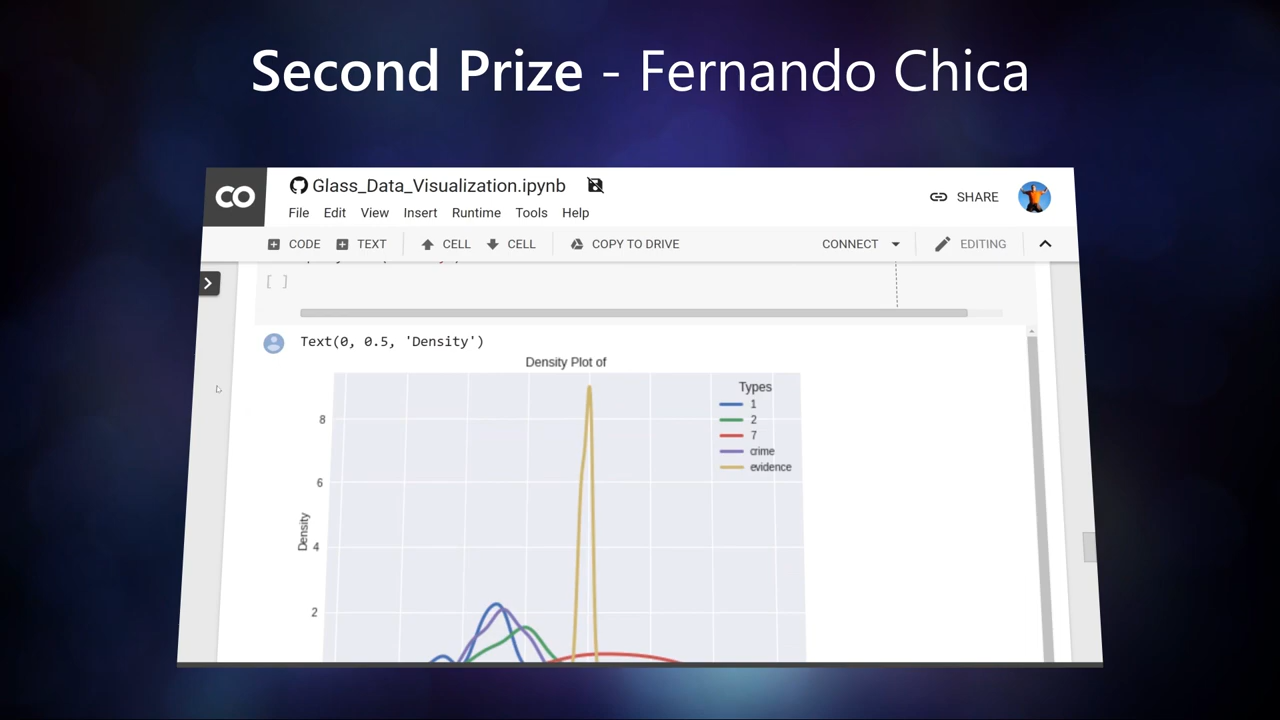 Second Prize - Fernando Chica
CO Glass_Data_Visualization.ipynb
File Edit View Insert Runtime Tools Help
SHARE
CODE TEXT CELL CELL COPY TO DRIVE CONNECT EDITING
[ ]
Text(0, 0.5, 'Density')
Density Plot of
Types
1
2
7
crime
evidence
8
6
4
2
Density